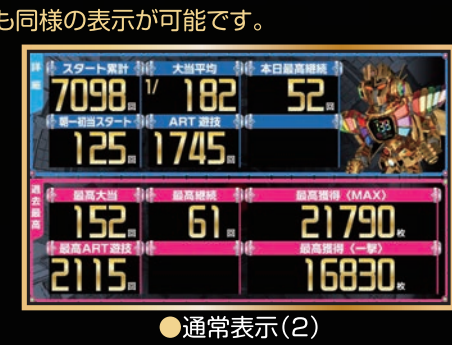 も同様の表示が可能です。
詳細
スタート累計 大当平均 本日最高継続
7098回 1/182 52回
朝一初当スタート ART遊技
125回 1745回
133
過去最高
最高大当 最高継続 最高獲得〈MAX〉
152回 61回 21790枚
最高ART遊技 最高獲得〈一撃〉
2115回 16830枚
●通常表示(2)